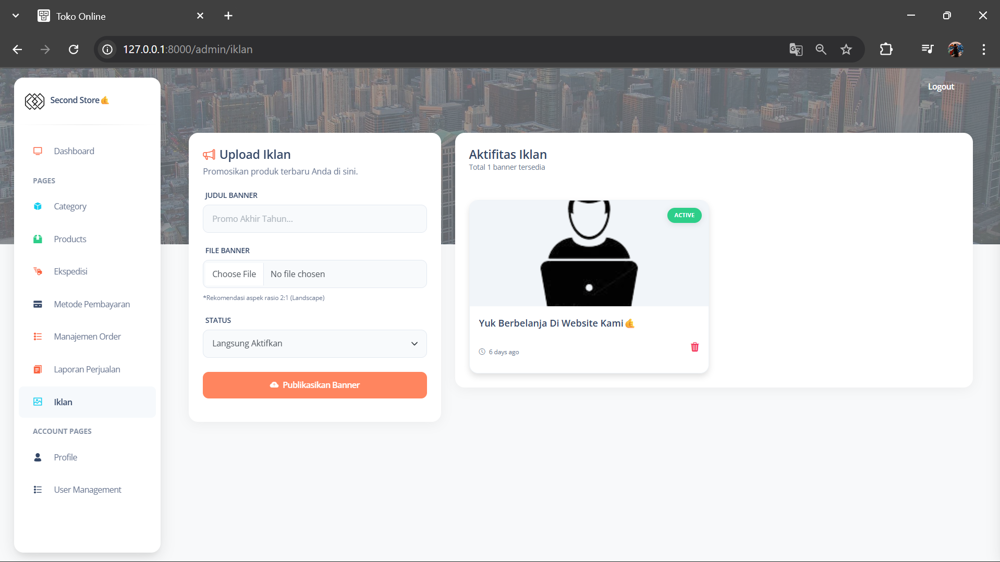 Toko Online
127.0.0.1:8000/admin/iklan
Logout
Second Store
Dashboard
PAGES
Category
Products
Ekspedisi
Metode Pembayaran
Manajemen Order
Laporan Perjualan
Iklan
ACCOUNT PAGES
Profile
User Management
Upload Iklan
Promosikan produk terbaru Anda di sini.
JUDUL BANNER
Promo Akhir Tahun...
FILE BANNER
Choose File No file chosen
*Rekomendasi aspek rasio 2:1 (Landscape)
STATUS
Langsung Aktifkan
Publikasikan Banner
Aktifitas Iklan
Total 1 banner tersedia
ACTIVE
Yuk Berbelanja Di Website Kami
6 days ago